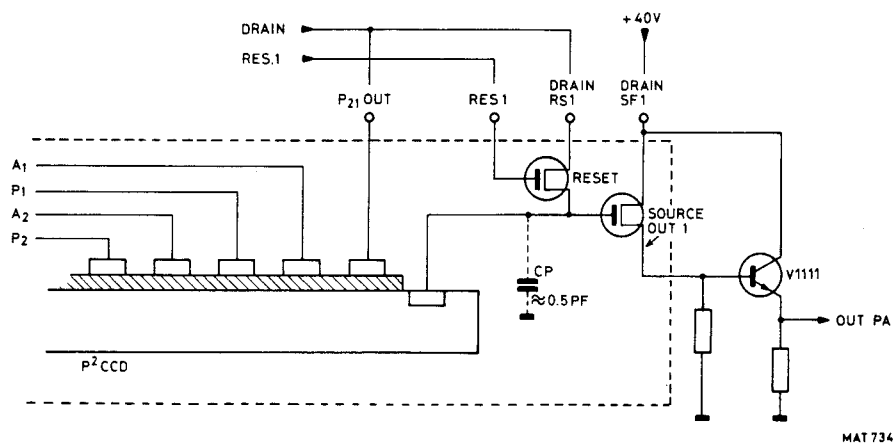 +40V
DRAIN
RES.1
P21 OUT
RES 1
DRAIN RS1
DRAIN SF1
A1
P1
A2
P2
RESET
SOURCE OUT 1
CP
≈0.5PF
V1111
OUT PA
P²CCD
MAT 734